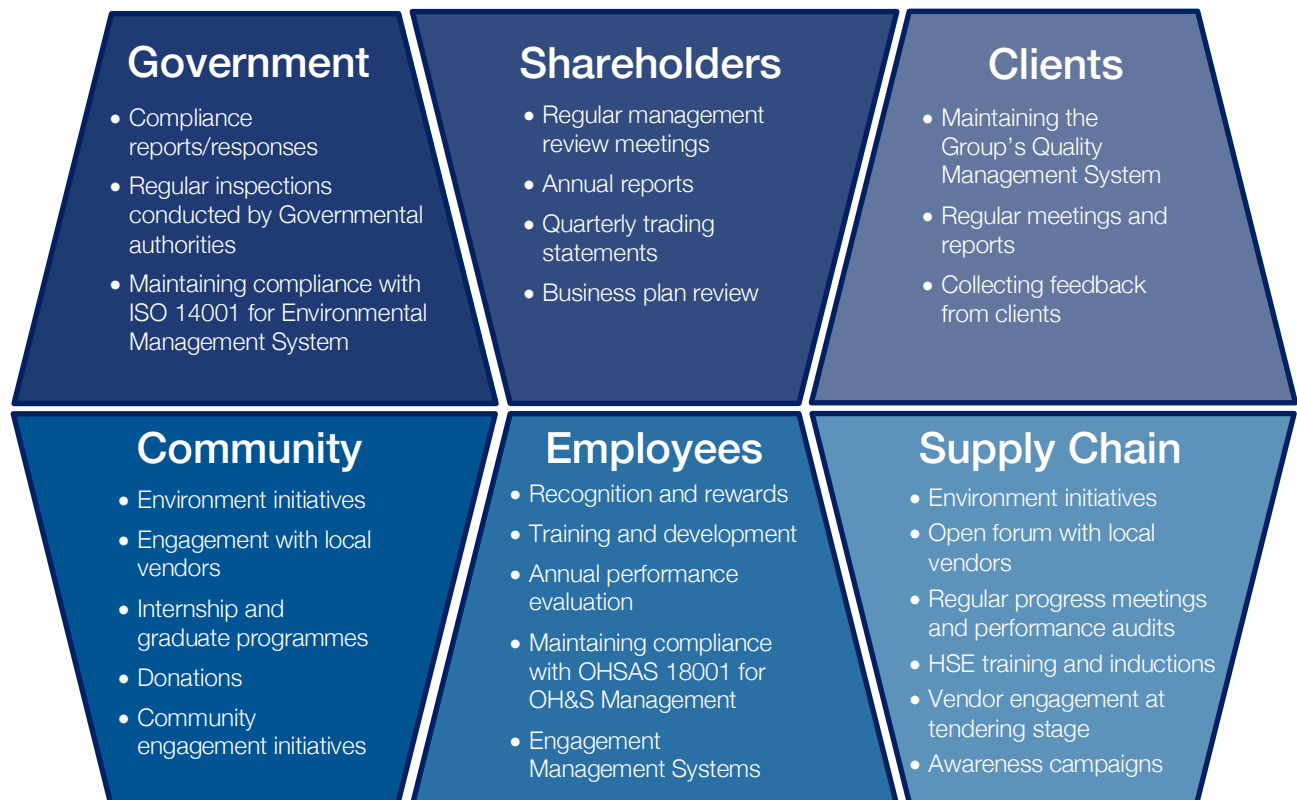 Government
• Compliance
reports/responses
• Regular inspections
conducted by Governmental
authorities
• Maintaining compliance with
ISO 14001 for Environmental
Management System
Shareholders
• Regular management
review meetings
• Annual reports
• Quarterly trading
statements
• Business plan review
Clients
• Maintaining the
Group's Quality
Management System
• Regular meetings and
reports
• Collecting feedback
from clients
Community
• Environment initiatives
• Engagement with local
vendors
• Internship and
graduate programmes
• Donations
• Community
engagement initiatives
Employees
• Recognition and rewards
• Training and development
• Annual performance
evaluation
• Maintaining compliance
with OHSAS 18001 for
OH&S Management
• Engagement
Management Systems
Supply Chain
• Environment initiatives
• Open forum with local
vendors
• Regular progress meetings
and performance audits
• HSE training and inductions
• Vendor engagement at
tendering stage
• Awareness campaigns